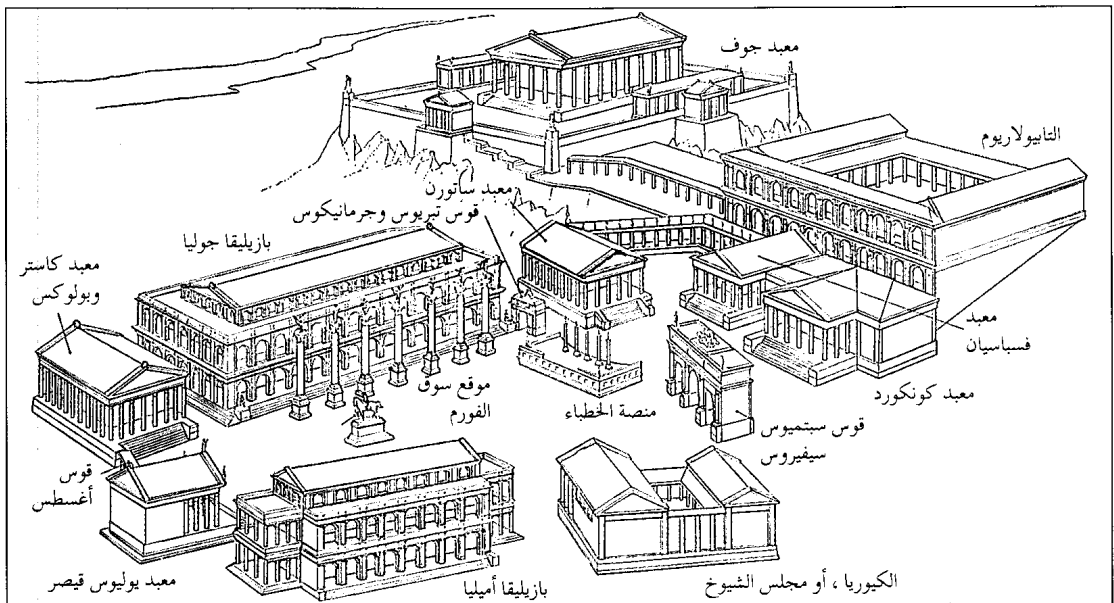 معبد جوف
التابيولاريوم
معبد ساتورن
قوس تبريوس وجرمانيكوس
بازيليقا جوليا
معبد كاستر
وبولوكس
معبد
فسباسيان
موقع سوق
الفورم
منصة الخطباء
معبد كونكورد
قوس سبتميوس
سيفيروس
قوس
أغسطس
معبد يوليوس قيصر
بازيليقا أميليا
الكيوريا ، أو مجلس الشيوخ